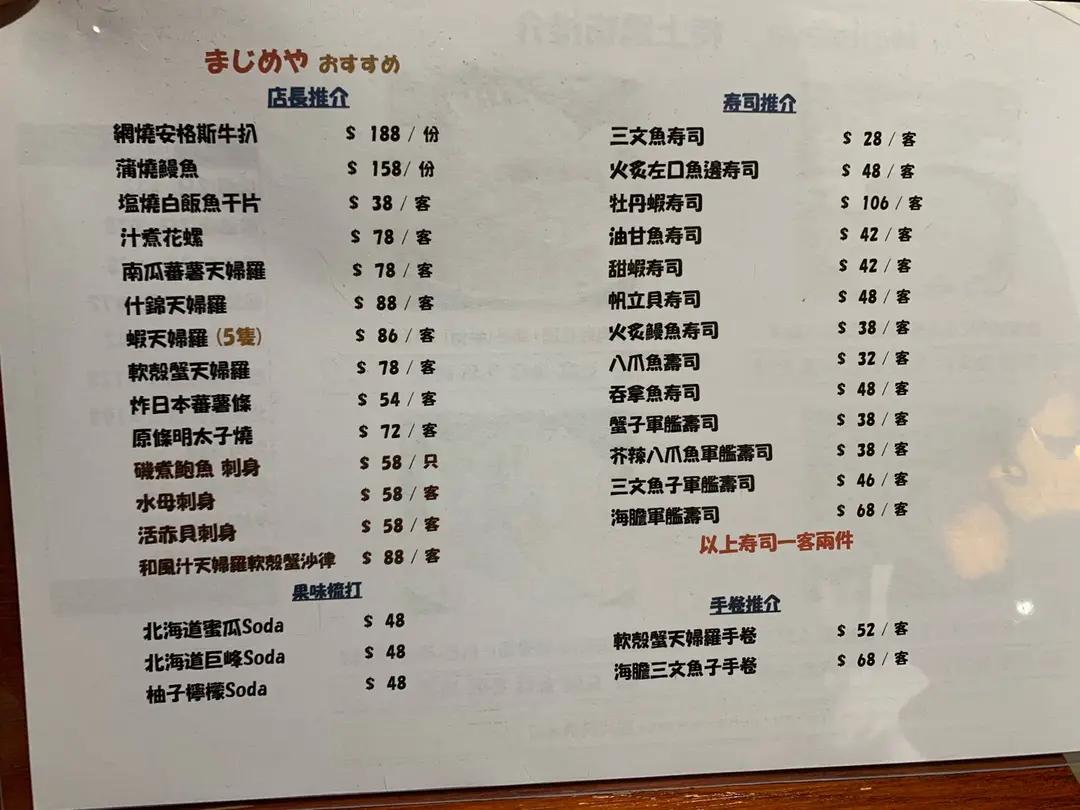 まじめや おすすめ
店長推介
網燒安格斯牛扒 $ 188 / 份
蒲燒鰻魚 $ 158/ 份
塩燒白飯魚干片 $ 38 / 客
汁煮花螺 $ 78 / 客
南瓜蕃薯天婦羅 $ 78 / 客
什錦天婦羅 $ 88 / 客
蝦天婦羅 (5隻) $ 86 / 客
軟殼蟹天婦羅 $ 78 / 客
炸日本蕃薯條 $ 54 / 客
原條明太子燒 $ 72 / 客
磯煮鮑魚 刺身 $ 58 / 只
水母刺身 $ 58 / 客
活赤貝刺身 $ 58 / 客
和風汁天婦羅軟殼蟹沙律 $ 88 / 客
果味梳打
北海道蜜瓜Soda $ 48
北海道巨峰Soda $ 48
柚子檸檬Soda $ 48
寿司推介
三文魚寿司 $ 28 / 客
火炙左口魚邊寿司 $ 48 / 客
牡丹蝦寿司 $ 106 / 客
油甘魚寿司 $ 42 / 客
甜蝦寿司 $ 42 / 客
帆立貝寿司 $ 48 / 客
火炙鰻魚寿司 $ 38 / 客
八爪魚壽司 $ 32 / 客
吞拿魚寿司 $ 48 / 客
蟹子軍艦壽司 $ 38 / 客
芥辣八爪魚軍艦壽司 $ 38 / 客
三文魚子軍艦壽司 $ 46 / 客
海膽軍艦壽司 $ 68 / 客
以上寿司一客兩件
手卷推介
軟殼蟹天婦羅手卷 $ 52 / 客
海膽三文魚子手卷 $ 68 / 客